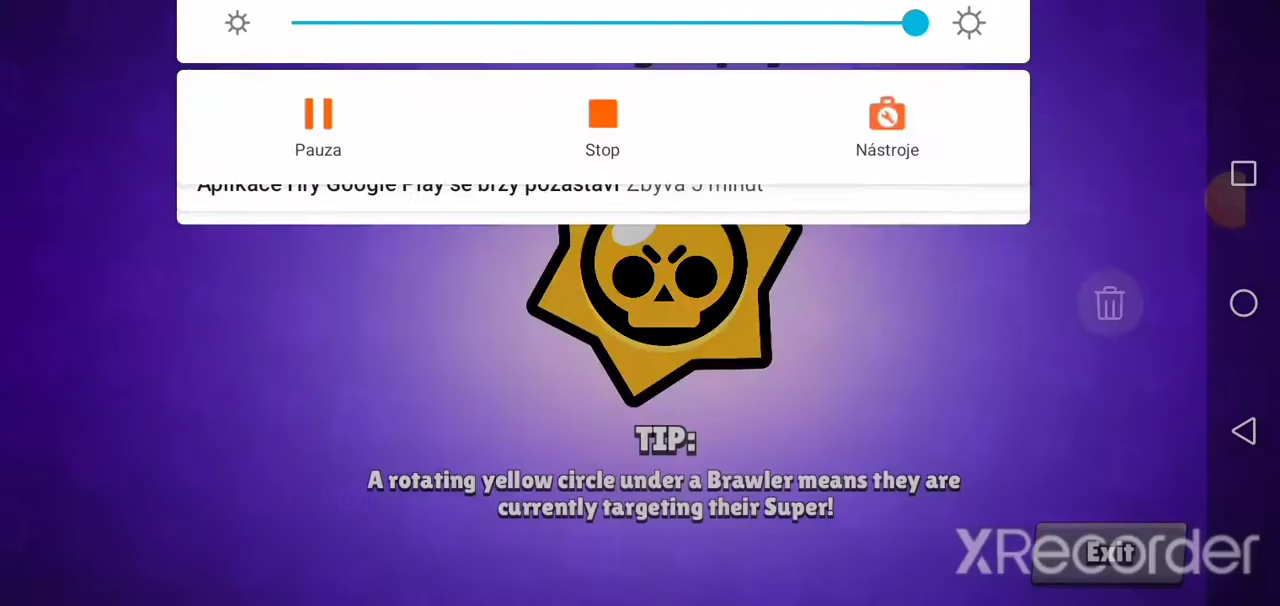 Pauza
Stop
Nástroje
Aplikace Hry Google Play se brzy pozastaví Zbývá 5 minut
TIP:
A rotating yellow circle under a Brawler means they are
currently targeting their Super!
Exit
XRecorder